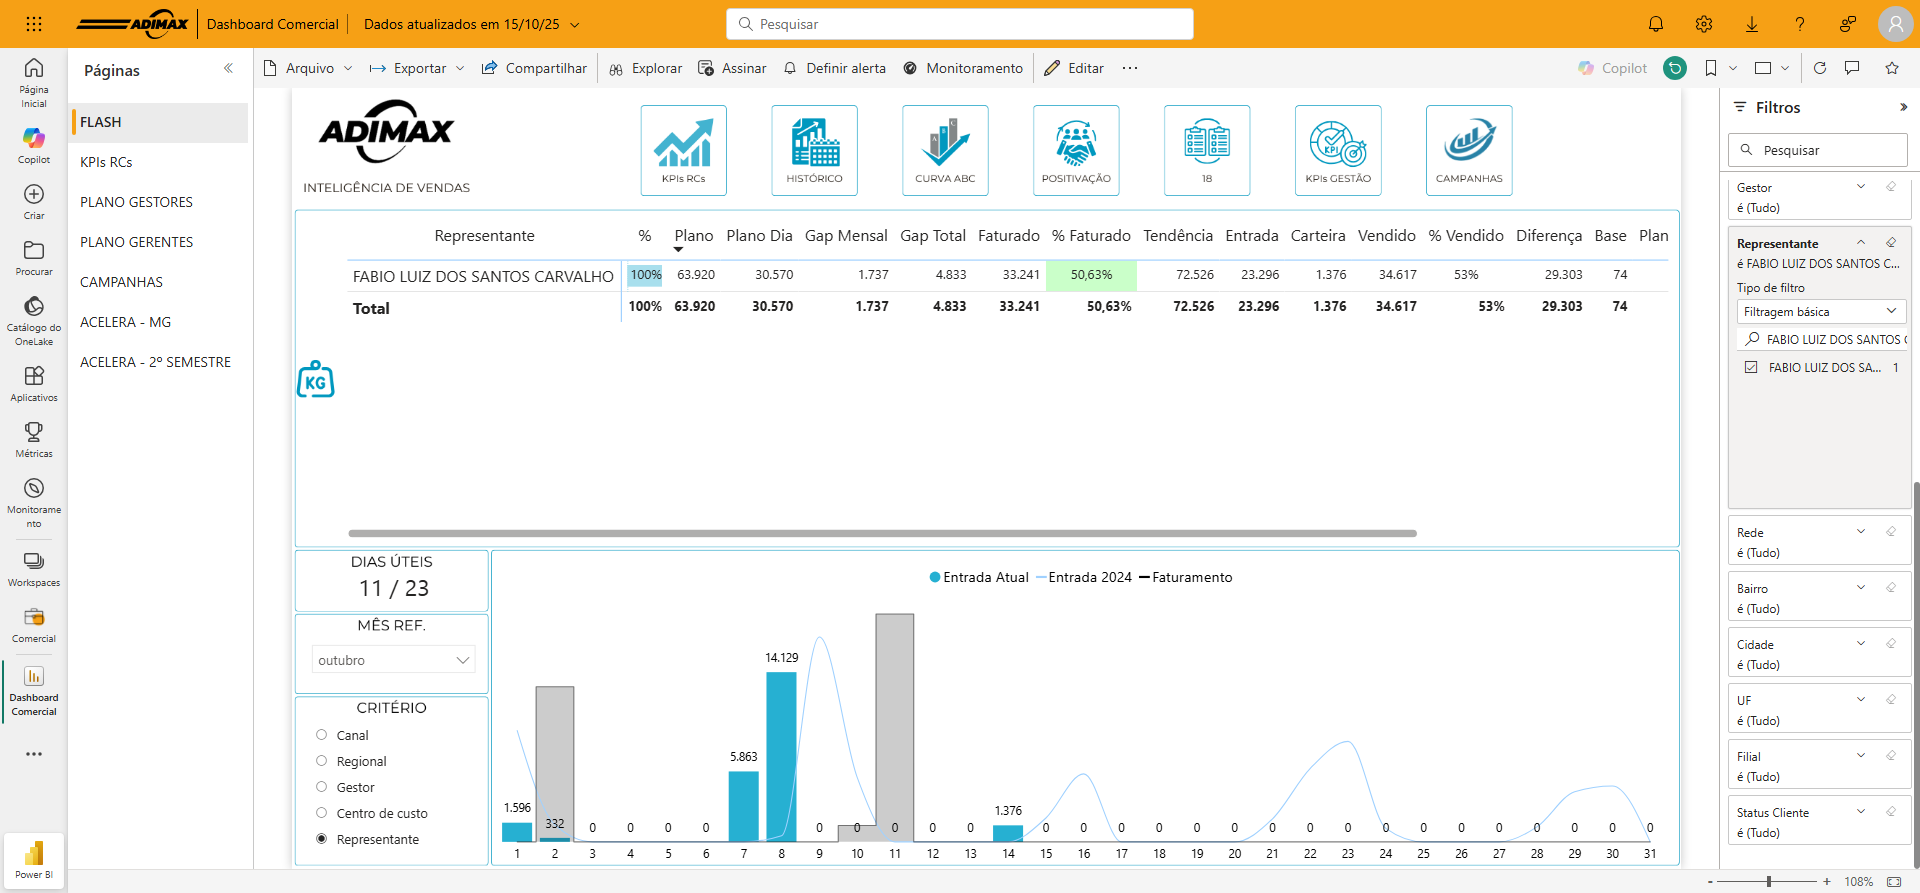 ADIMAX
Dashboard Comercial
Dados atualizados em 15/10/25
Pesquisar
Página Inicial
Copilot
Criar
Procurar
Catálogo do OneLake
Aplicativos
Métricas
Monitoramento
Workspaces
Comercial
Dashboard Comercial
Power BI
Páginas
FLASH
KPIs RCs
PLANO GESTORES
PLANO GERENTES
CAMPANHAS
ACELERA - MG
ACELERA - 2º SEMESTRE
Arquivo
Exportar
Compartilhar
Explorar
Assinar
Definir alerta
Monitoramento
Editar
Copilot
ADIMAX
INTELIGÊNCIA DE VENDAS
KPIs RCs
HISTÓRICO
A B C
CURVA ABC
POSITIVAÇÃO
18
KPI
KPIs GESTÃO
CAMPANHAS
Representante % Plano Plano Dia Gap Mensal Gap Total Faturado % Faturado Tendência Entrada Carteira Vendido % Vendido Diferença Base Plan
FABIO LUIZ DOS SANTOS CARVALHO 100% 63.920 30.570 1.737 4.833 33.241 50,63% 72.526 23.296 1.376 34.617 53% 29.303 74
Total 100% 63.920 30.570 1.737 4.833 33.241 50,63% 72.526 23.296 1.376 34.617 53% 29.303 74
KG
DIAS ÚTEIS
11 / 23
MÊS REF.
outubro
CRITÉRIO
Canal
Regional
Gestor
Centro de custo
Representante
Entrada Atual Entrada 2024 Faturamento
1.596 332 0 0 0 0 5.863 14.129 0 0 0 0 0 1.376 0 0 0 0 0 0 0 0 0 0 0 0 0 0 0 0 0
1 2 3 4 5 6 7 8 9 10 11 12 13 14 15 16 17 18 19 20 21 22 23 24 25 26 27 28 29 30 31
Filtros
Pesquisar
Gestor
é (Tudo)
Representante
é FABIO LUIZ DOS SANTOS C...
Tipo de filtro
Filtragem básica
FABIO LUIZ DOS SANTOS C
FABIO LUIZ DOS SA... 1
Rede
é (Tudo)
Bairro
é (Tudo)
Cidade
é (Tudo)
UF
é (Tudo)
Filial
é (Tudo)
Status Cliente
é (Tudo)
- + 108%